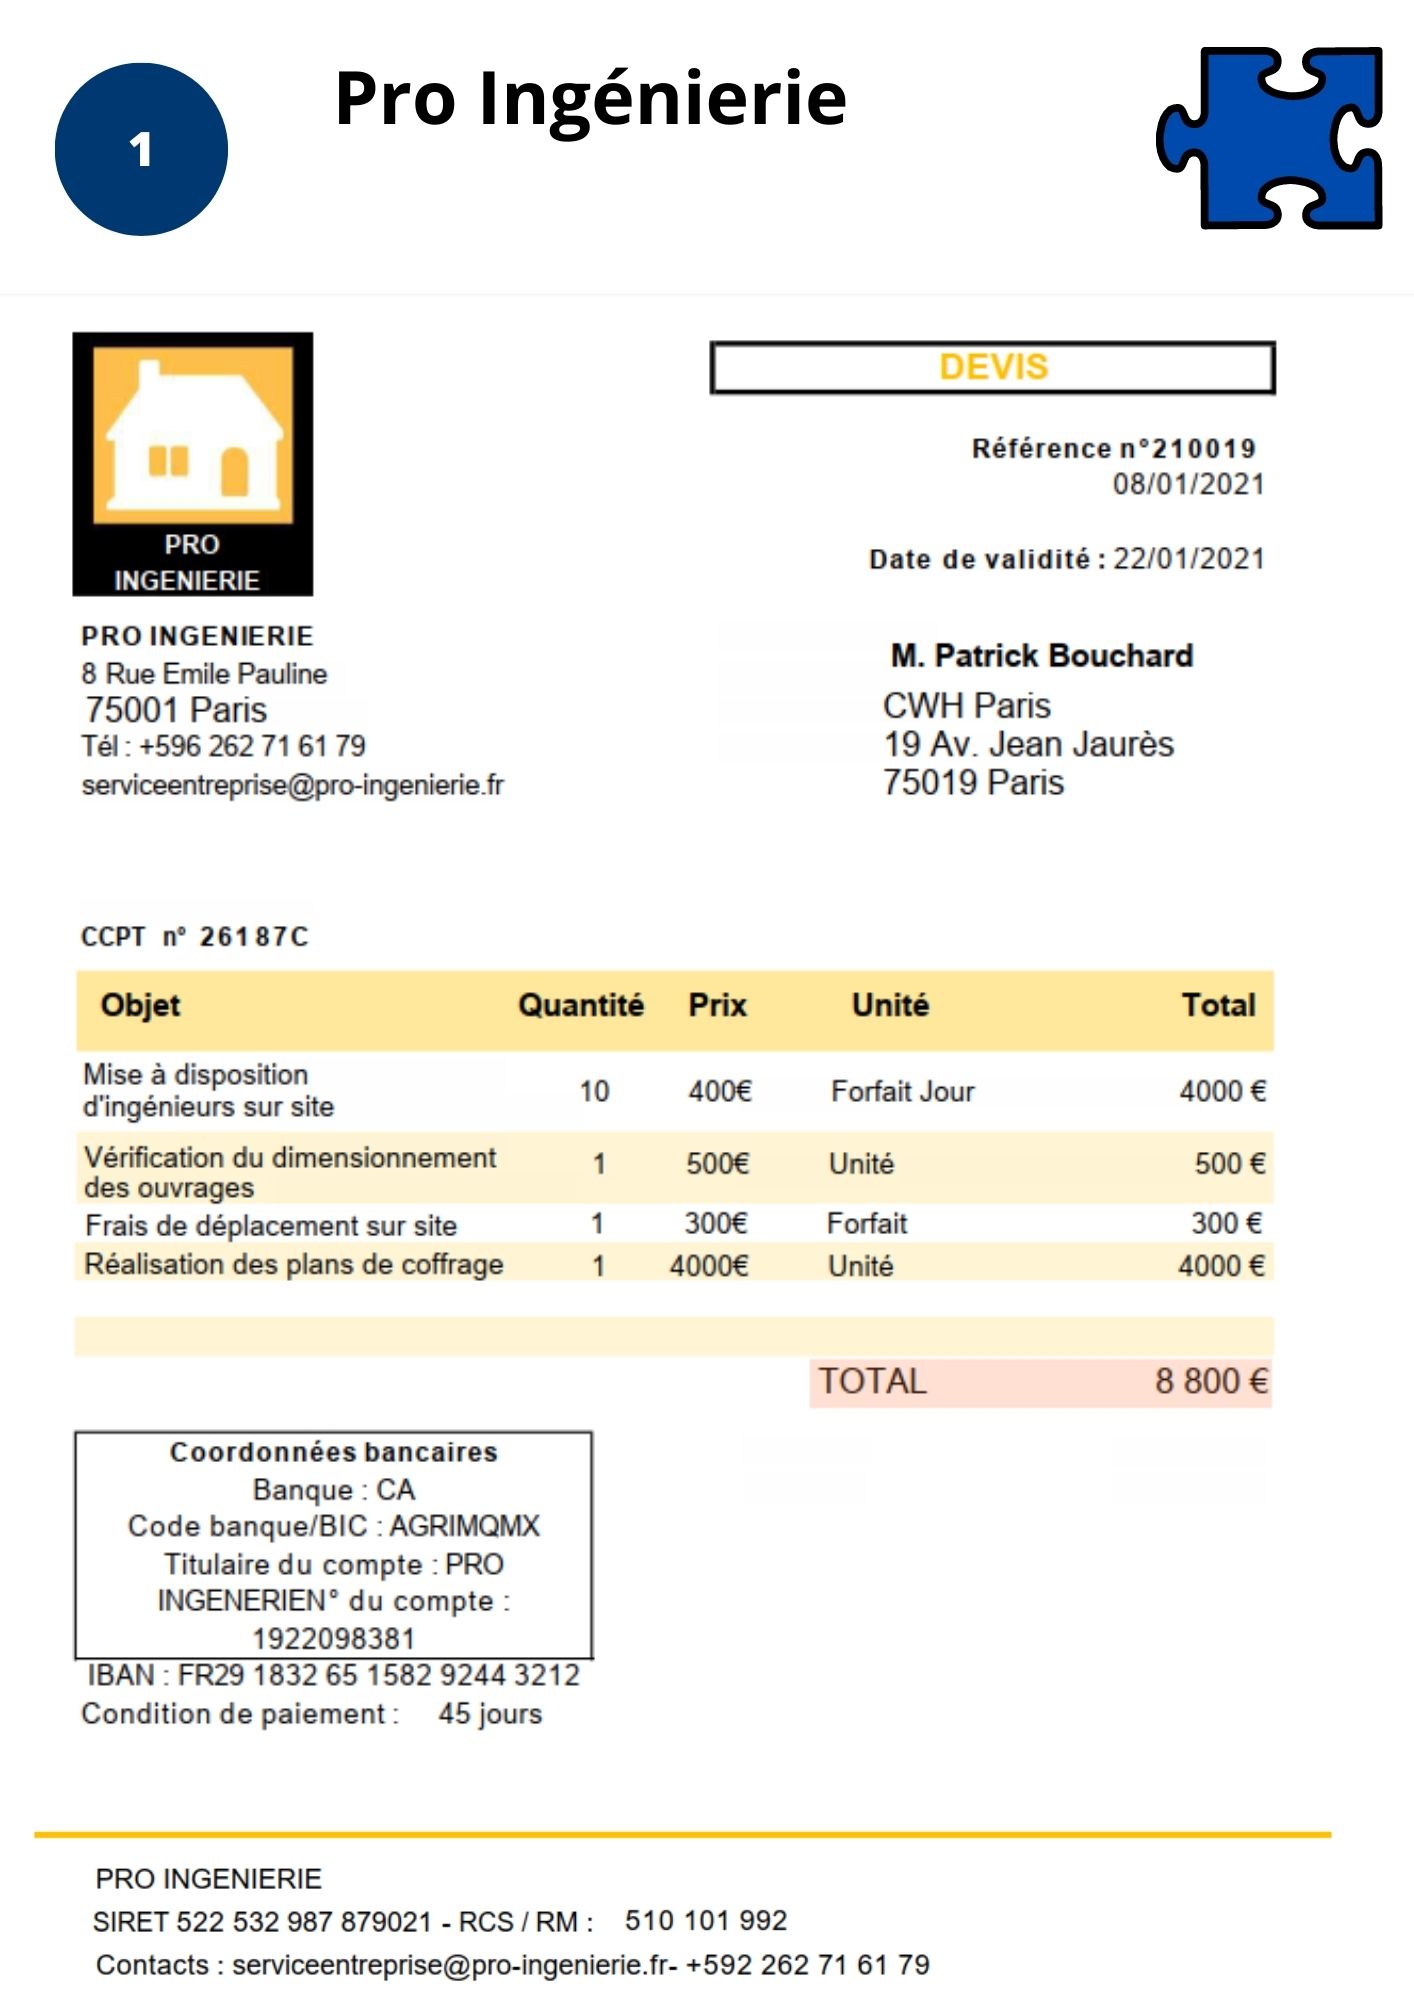 1
Pro Ingénierie
PRO
INGENIERIE
DEVIS
Référence n°210019
08/01/2021
Date de validité : 22/01/2021
PRO INGENIERIE
8 Rue Emile Pauline
75001 Paris
Tél : +596 262 71 61 79
serviceentreprise@pro-ingenierie.fr
M. Patrick Bouchard
CWH Paris
19 Av. Jean Jaurès
75019 Paris
CCPT n° 26187C
Objet Quantité Prix Unité Total
Mise à disposition
d'ingénieurs sur site 10 400€ Forfait Jour 4000 €
Vérification du dimensionnement
des ouvrages 1 500€ Unité 500 €
Frais de déplacement sur site 1 300€ Forfait 300 €
Réalisation des plans de coffrage 1 4000€ Unité 4000 €
TOTAL 8 800 €
Coordonnées bancaires
Banque : CA
Code banque/BIC : AGRIMQMX
Titulaire du compte : PRO
INGENERIEN° du compte :
1922098381
IBAN : FR29 1832 65 1582 9244 3212
Condition de paiement : 45 jours
PRO INGENIERIE
SIRET 522 532 987 879021 - RCS / RM : 510 101 992
Contacts : serviceentreprise@pro-ingenierie.fr- +592 262 71 61 79